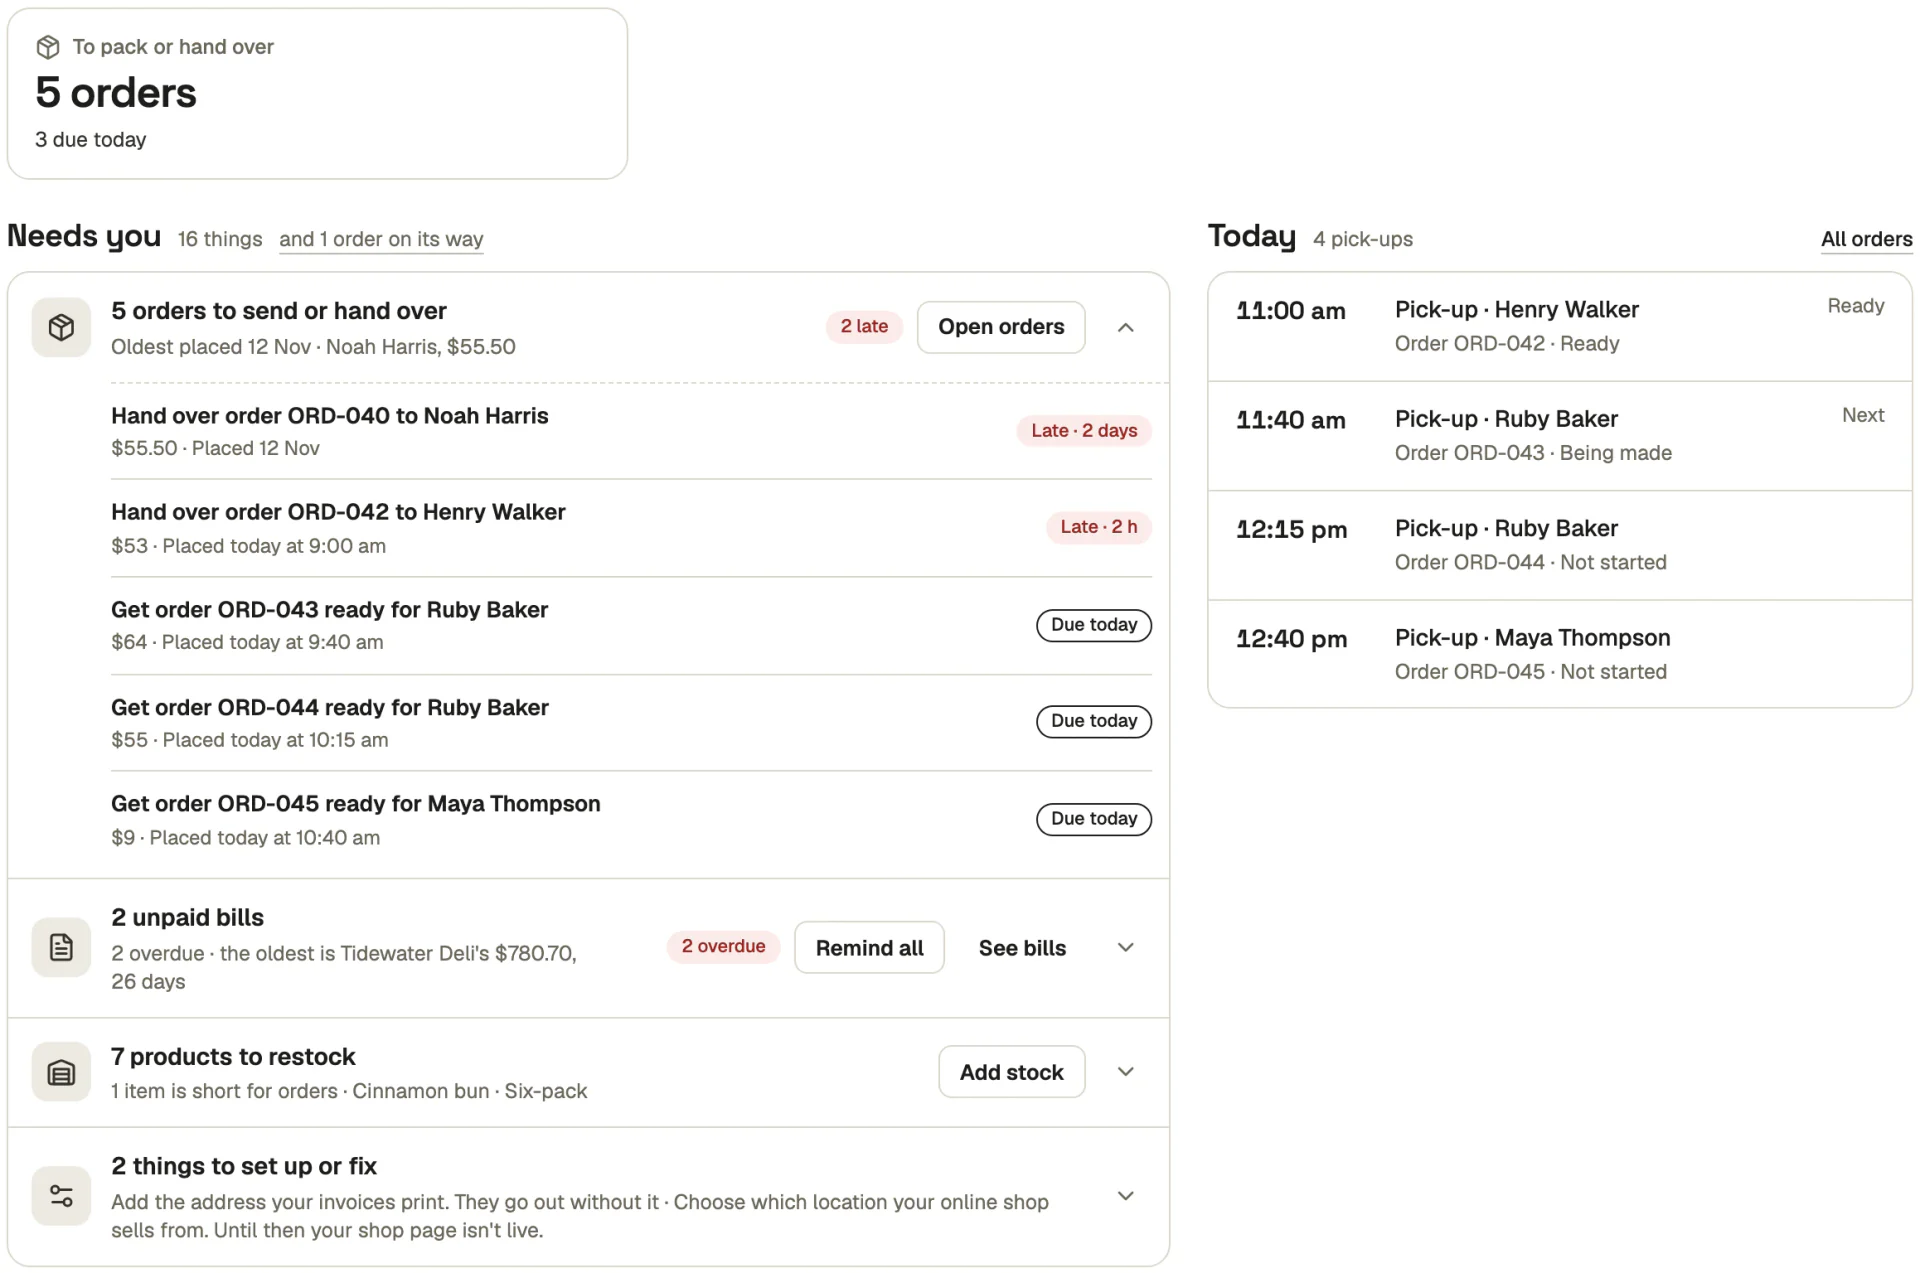 To pack or hand over
5 orders
3 due today
Needs you 16 things and 1 order on its way
5 orders to send or hand over
Oldest placed 12 Nov · Noah Harris, $55.50
2 late
Open orders
Hand over order ORD-040 to Noah Harris
$55.50 · Placed 12 Nov
Late · 2 days
Hand over order ORD-042 to Henry Walker
$53 · Placed today at 9:00 am
Late · 2 h
Get order ORD-043 ready for Ruby Baker
$64 · Placed today at 9:40 am
Due today
Get order ORD-044 ready for Ruby Baker
$55 · Placed today at 10:15 am
Due today
Get order ORD-045 ready for Maya Thompson
$9 · Placed today at 10:40 am
Due today
2 unpaid bills
2 overdue · the oldest is Tidewater Deli's $780.70,
26 days
2 overdue
Remind all
See bills
7 products to restock
1 item is short for orders · Cinnamon bun · Six-pack
Add stock
2 things to set up or fix
Add the address your invoices print. They go out without it · Choose which location your online shop
sells from. Until then your shop page isn't live.
Today 4 pick-ups
All orders
11:00 am
Pick-up · Henry Walker
Order ORD-042 · Ready
Ready
11:40 am
Pick-up · Ruby Baker
Order ORD-043 · Being made
Next
12:15 pm
Pick-up · Ruby Baker
Order ORD-044 · Not started
12:40 pm
Pick-up · Maya Thompson
Order ORD-045 · Not started